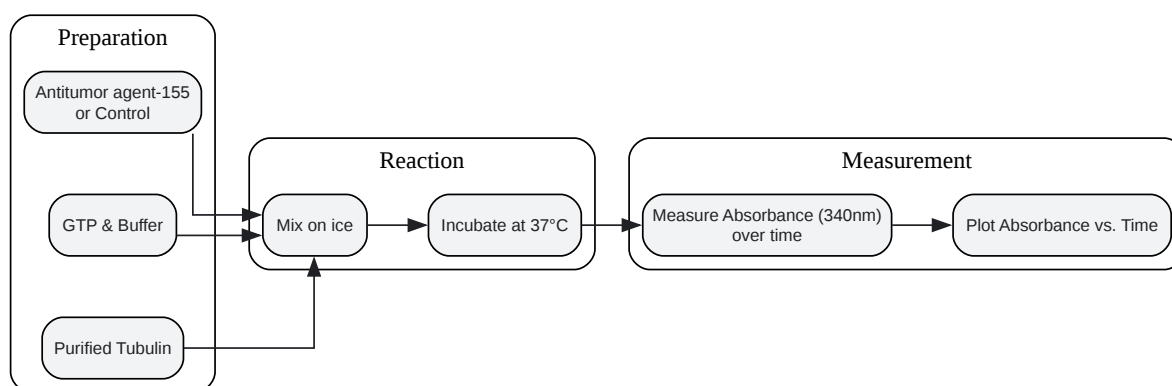 Preparation
Antitumor agent-155
or Control
GTP & Buffer
Purified Tubulin
Reaction
Mix on ice
Incubate at 37°C
Measurement
Measure Absorbance (340nm)
over time
Plot Absorbance vs. Time